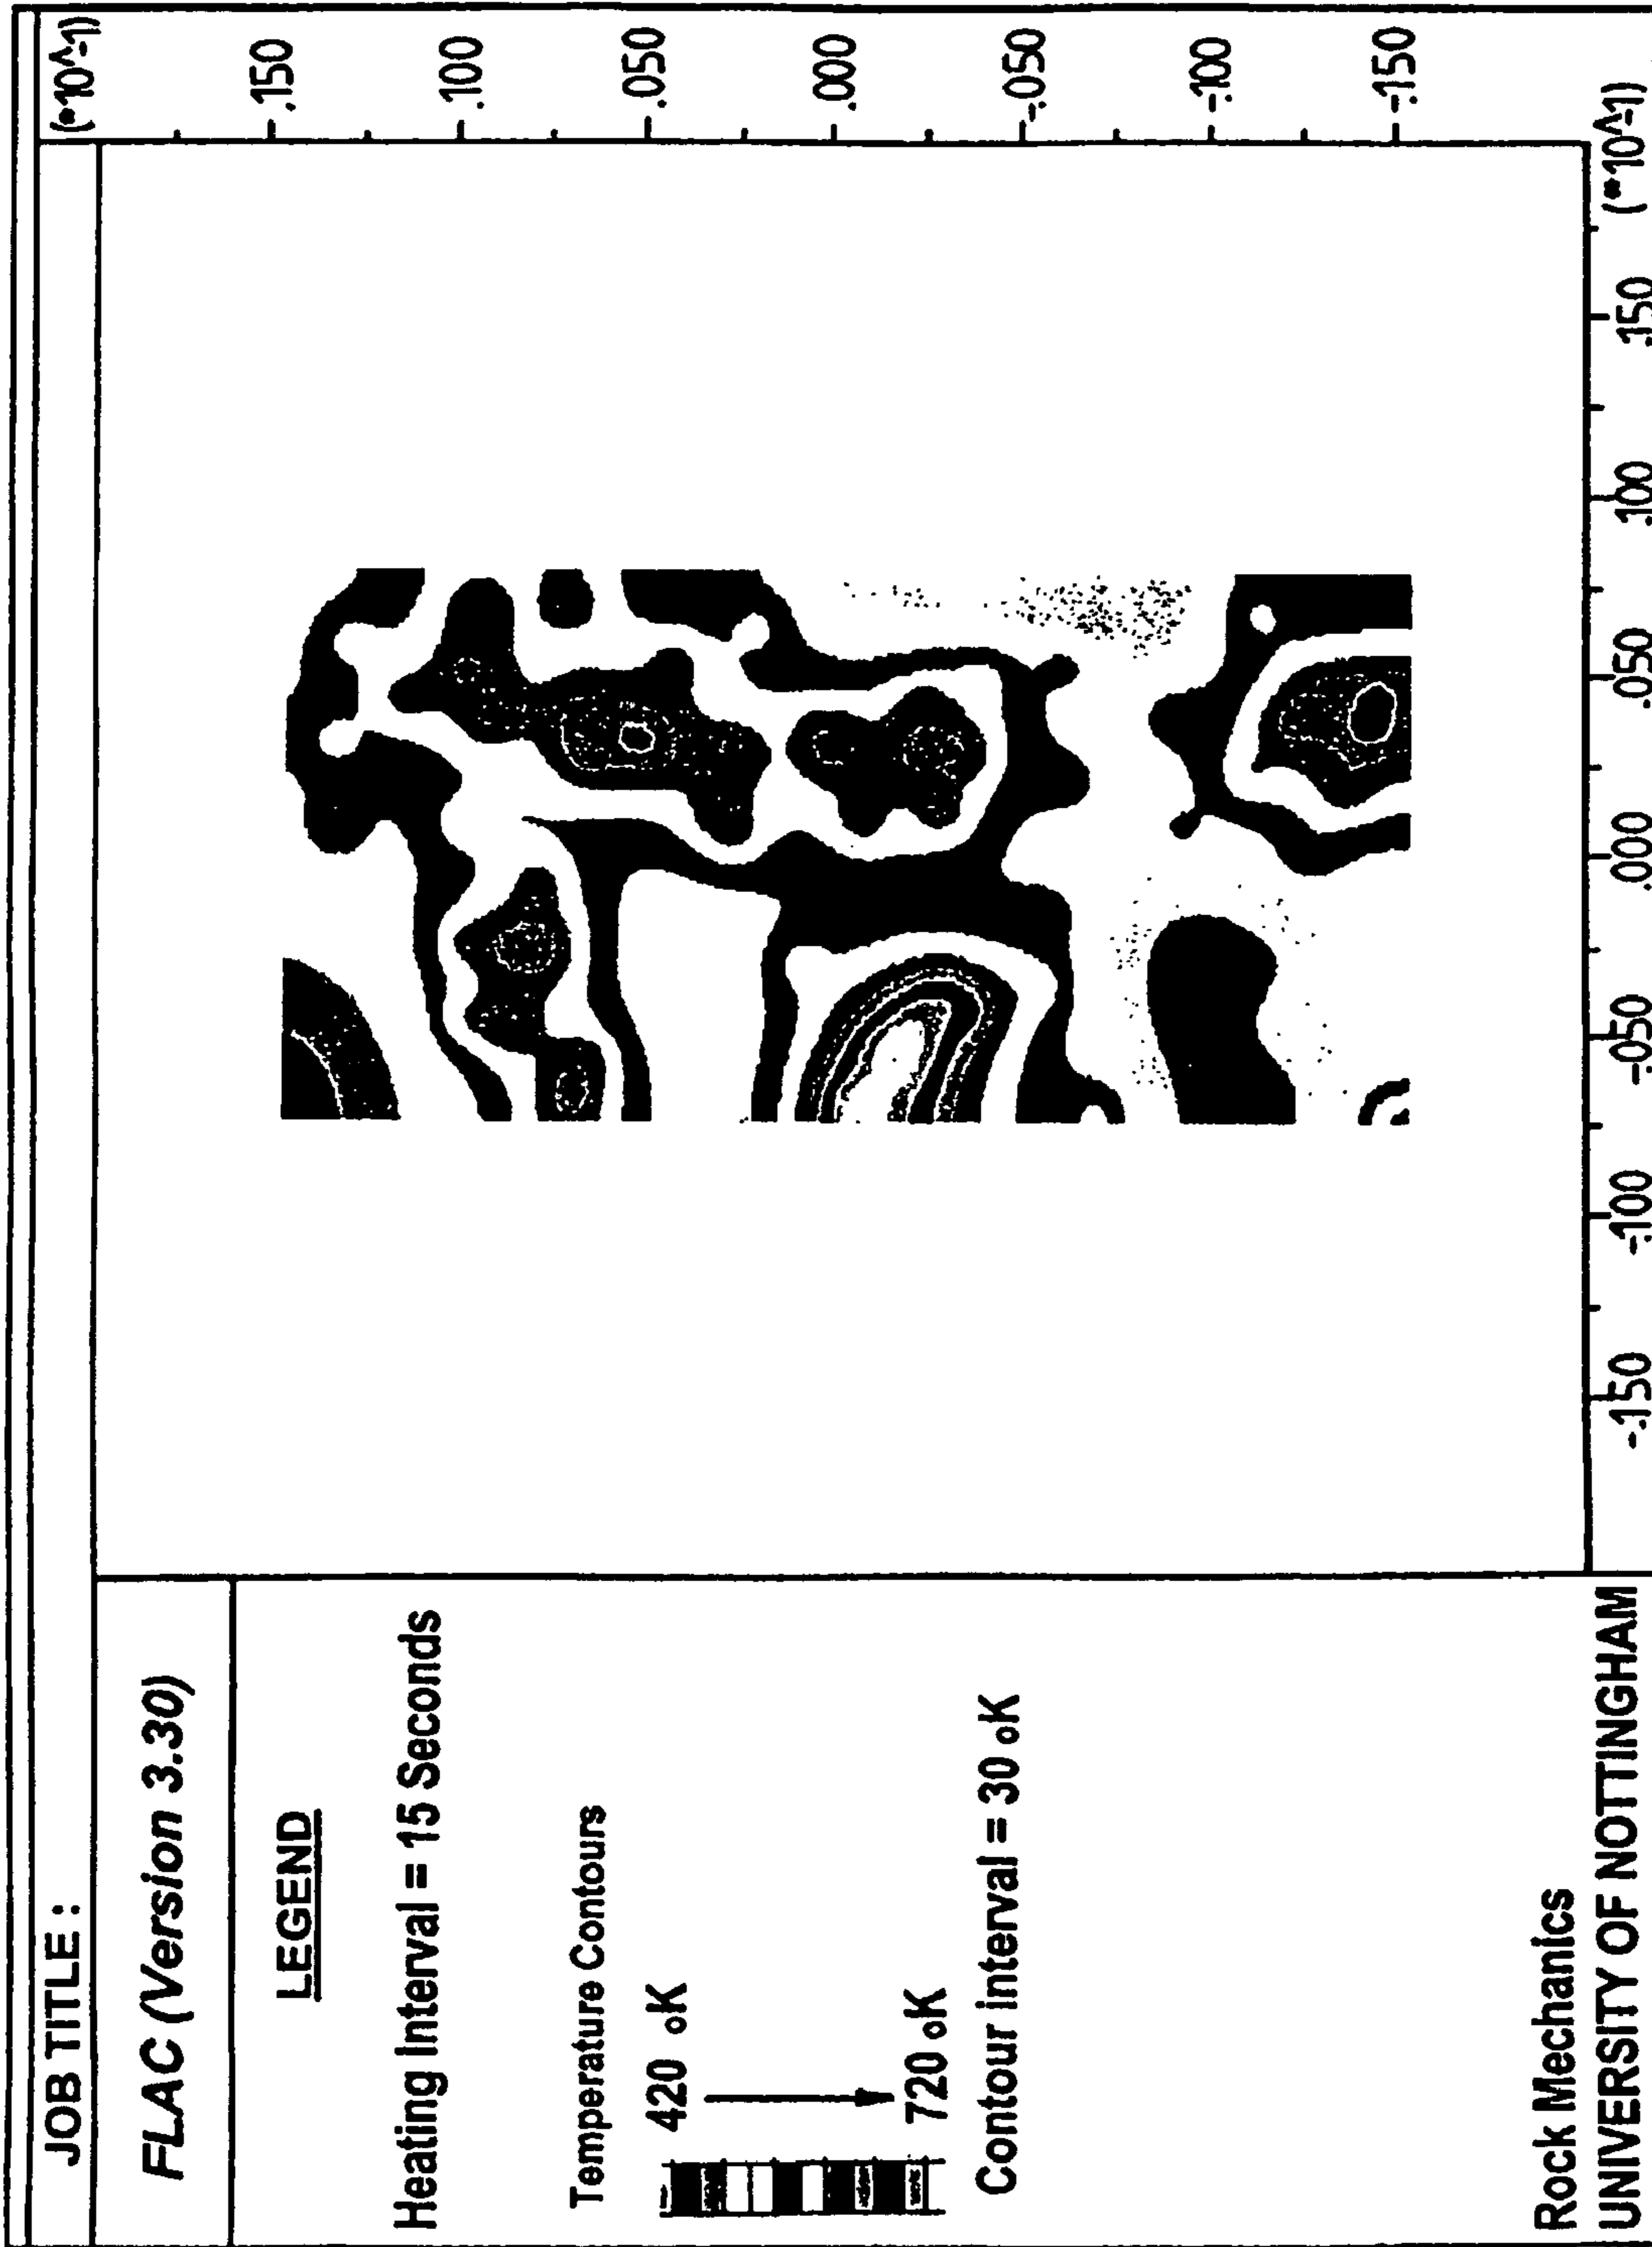 JOB TITLE :
FLAC (Version 3.30)
LEGEND
Heating Interval = 15 Seconds
Temperature Contours
420 oK
720 oK
Contour interval = 30 oK
Rock Mechanics
UNIVERSITY OF NOTTINGHAM
(*10^-1)
.150
.100
.050
.000
-.050
-.100
-.150
-.150
-.100
-.050
.000
.050
.100
.150
(*10^-1)